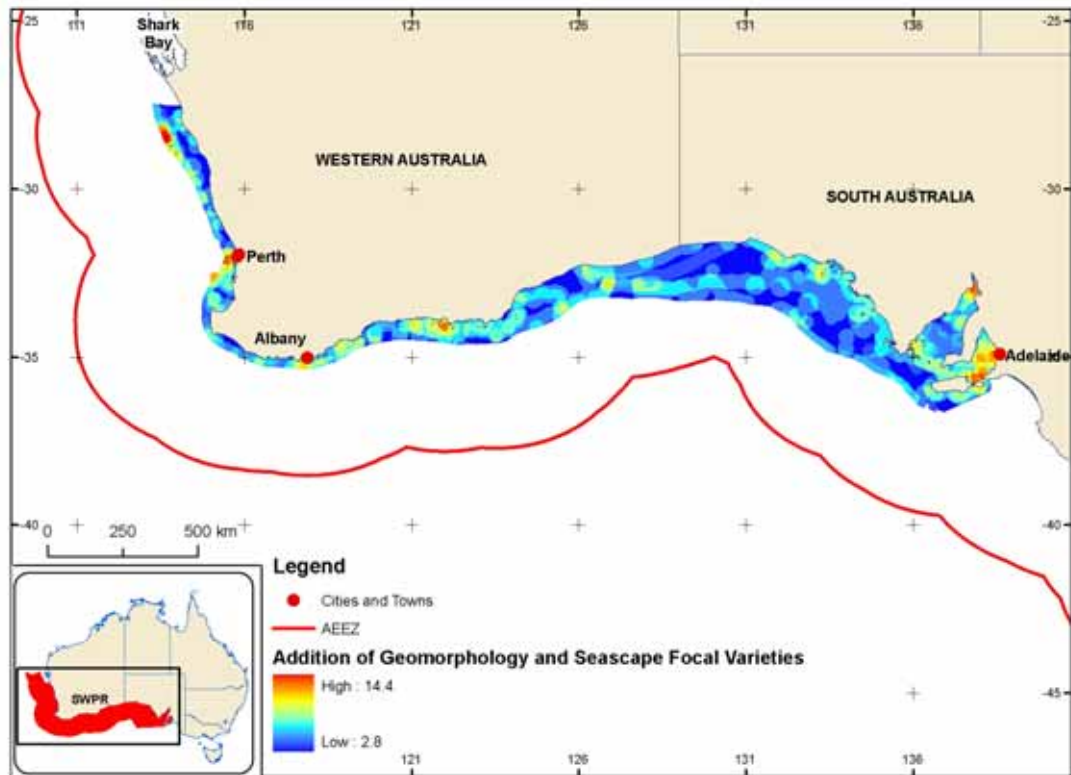 111 116 121 126 131 136
-25 -25
Shark
Bay
WESTERN AUSTRALIA
-30 -30
SOUTH AUSTRALIA
Perth
Albany
-35 -35
Adelaide
-40 -40
0 250 500 km
Legend
Cities and Towns
AEEZ
Addition of Geomorphology and Seascape Focal Varieties
High : 14.4
Low : 2.8
SWPR
-45
121 126 131 136